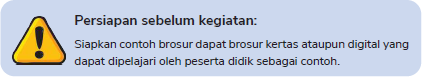 Persiapan sebelum kegiatan:
Siapkan contoh brosur dapat brosur kertas ataupun digital yang
dapat dipelajari oleh peserta didik sebagai contoh.